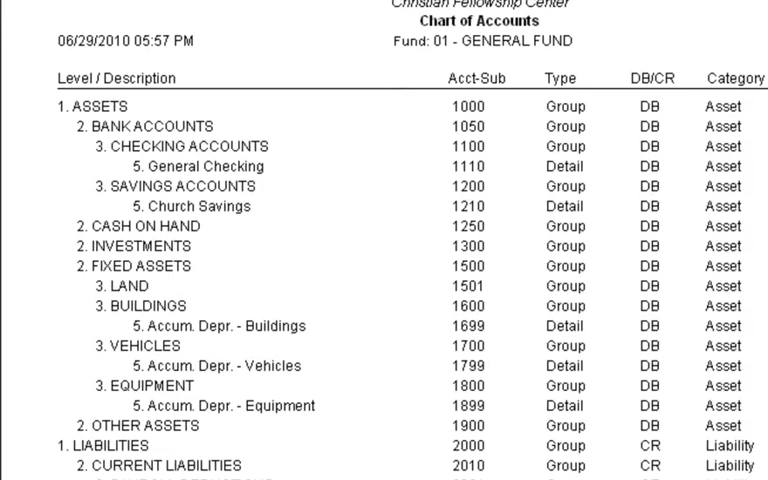 Christian Fellowship Center
Chart of Accounts
06/29/2010 05:57 PM Fund: 01 - GENERAL FUND
Level / Description Acct-Sub Type DB/CR Category
1. ASSETS 1000 Group DB Asset
2. BANK ACCOUNTS 1050 Group DB Asset
3. CHECKING ACCOUNTS 1100 Group DB Asset
5. General Checking 1110 Detail DB Asset
3. SAVINGS ACCOUNTS 1200 Group DB Asset
5. Church Savings 1210 Detail DB Asset
2. CASH ON HAND 1250 Group DB Asset
2. INVESTMENTS 1300 Group DB Asset
2. FIXED ASSETS 1500 Group DB Asset
3. LAND 1501 Group DB Asset
3. BUILDINGS 1600 Group DB Asset
5. Accum. Depr. - Buildings 1699 Detail DB Asset
3. VEHICLES 1700 Group DB Asset
5. Accum. Depr. - Vehicles 1799 Detail DB Asset
3. EQUIPMENT 1800 Group DB Asset
5. Accum. Depr. - Equipment 1899 Detail DB Asset
2. OTHER ASSETS 1900 Group DB Asset
1. LIABILITIES 2000 Group CR Liability
2. CURRENT LIABILITIES 2010 Group CR Liability